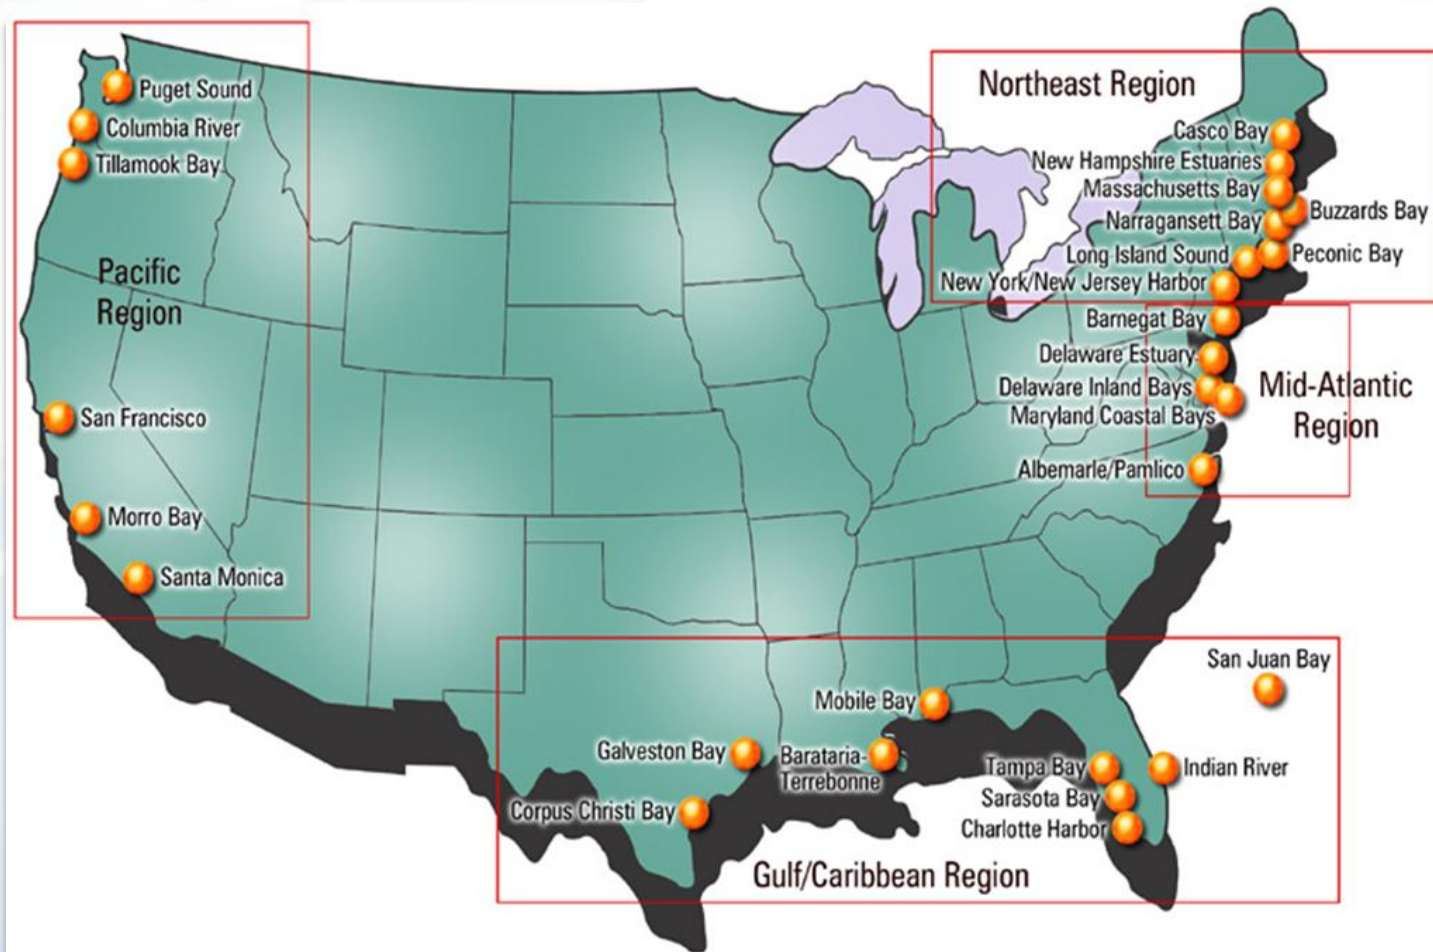 Puget Sound
Columbia River
Tillamook Bay
Pacific
Region
San Francisco
Morro Bay
Santa Monica
Northeast Region
Casco Bay
New Hampshire Estuaries
Massachusetts Bay
Buzzards Bay
Narragansett Bay
Long Island Sound
Peconic Bay
New York/New Jersey Harbor
Barnegat Bay
Delaware Estuary
Delaware Inland Bays
Maryland Coastal Bays
Mid-Atlantic
Region
Albemarle/Pamlico
San Juan Bay
Mobile Bay
Galveston Bay
Barataria-
Terrebonne
Tampa Bay
Indian River
Sarasota Bay
Corpus Christi Bay
Charlotte Harbor
Gulf/Caribbean Region